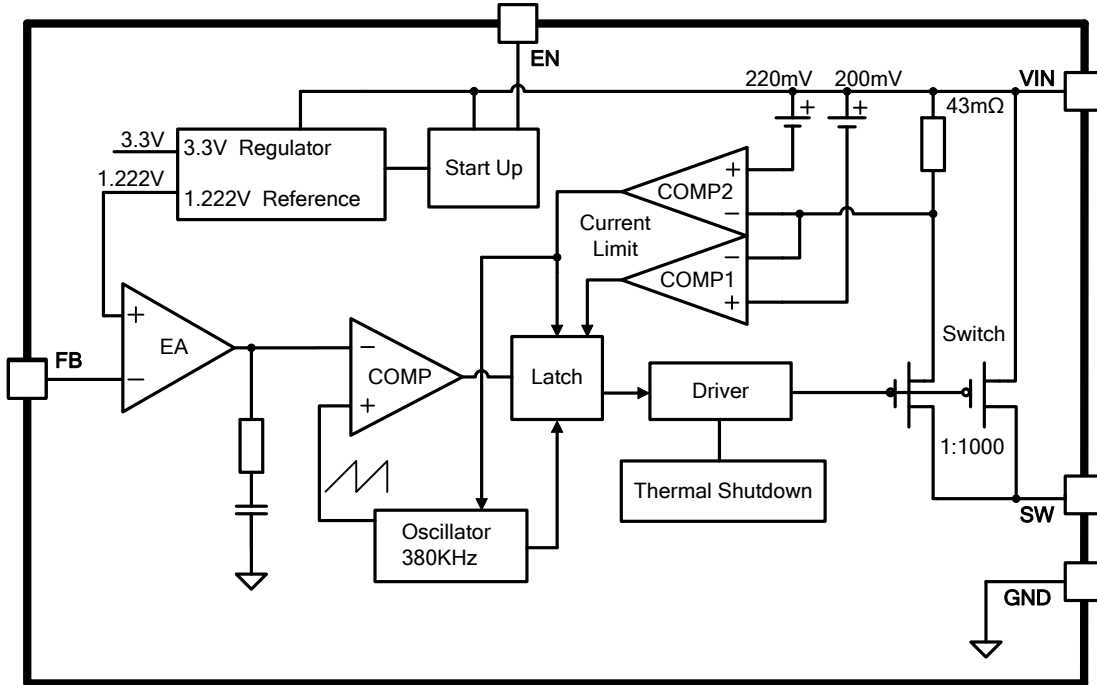 EN
220mV
200mV
VIN
43mΩ
3.3V
3.3V Regulator
1.222V
1.222V Reference
Start Up
+
+
+
COMP2
−
Current
Limit
−
COMP1
+
+
EA
−
FB
−
COMP
+
Latch
Driver
Switch
1:1000
Thermal Shutdown
Oscillator
380KHz
SW
GND